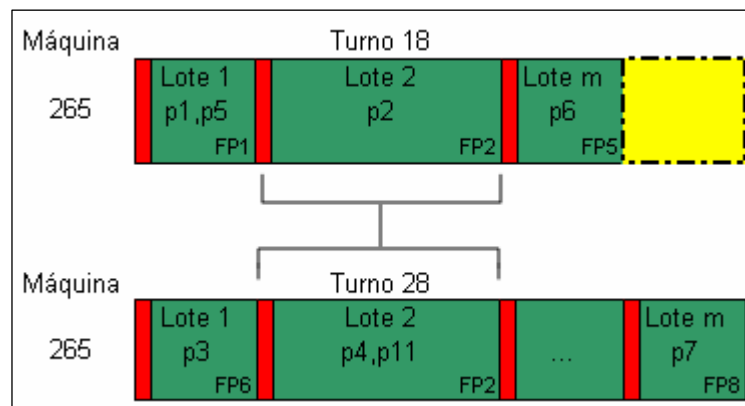 Máquina Turno 18
265
Lote 1
p1,p5
FP1
Lote 2
p2
FP2
Lote m
p6
FP5
Máquina Turno 28
265
Lote 1
p3
FP6
Lote 2
p4,p11
FP2
...
Lote m
p7
FP8